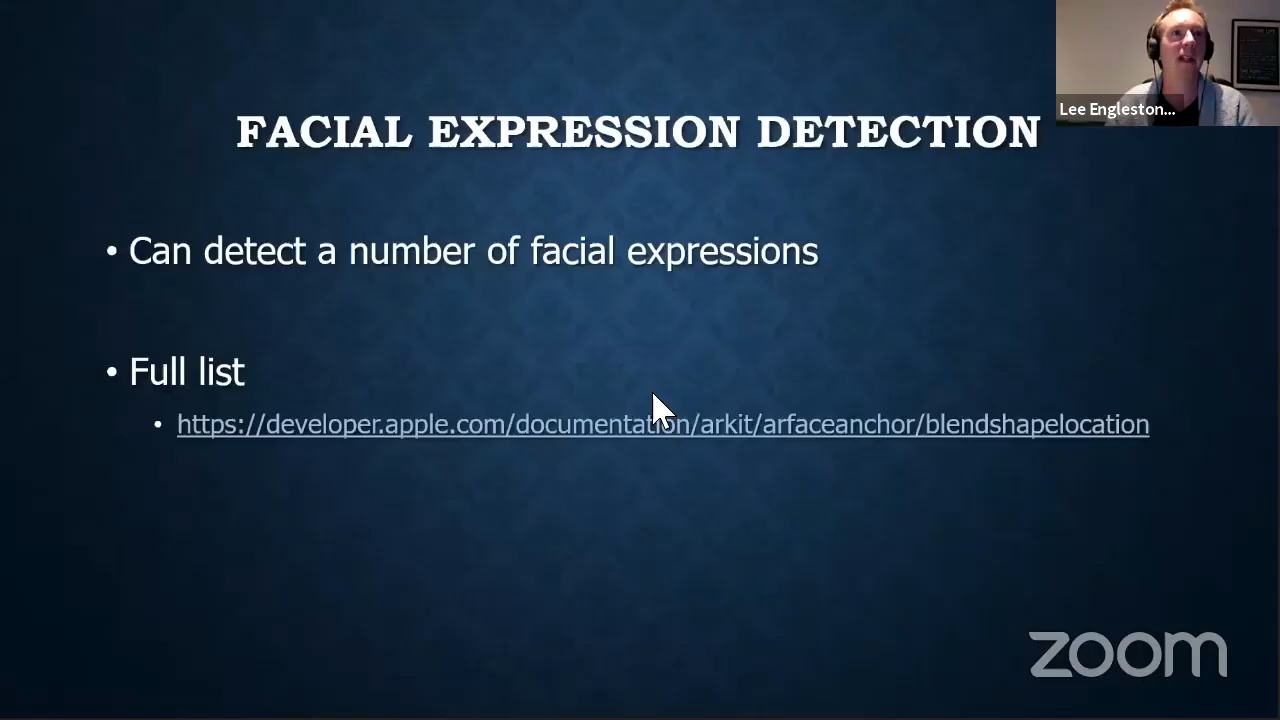 FACIAL EXPRESSION DETECTION
• Can detect a number of facial expressions
• Full list
• https://developer.apple.com/documentation/arkit/arfaceanchor/blendshapelocation
Lee Engleston...
zoom